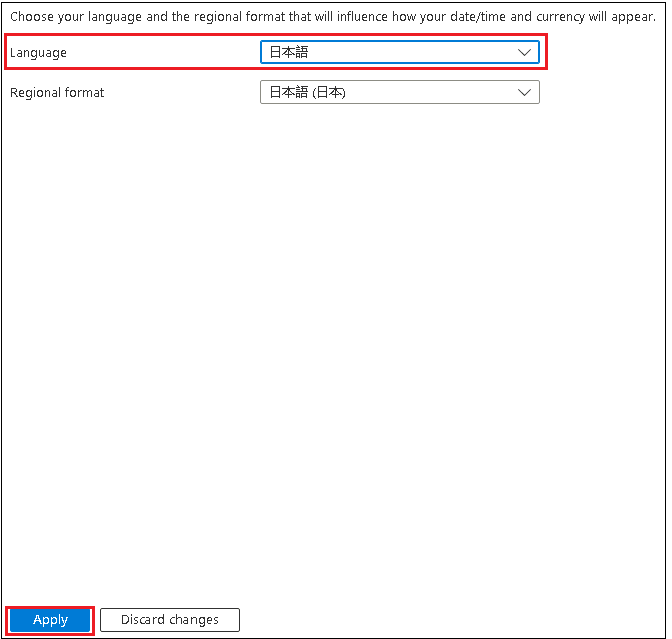 Choose your language and the regional format that will influence how your date/time and currency will appear.
Language 日本語
Regional format 日本語 (日本)
Apply Discard changes